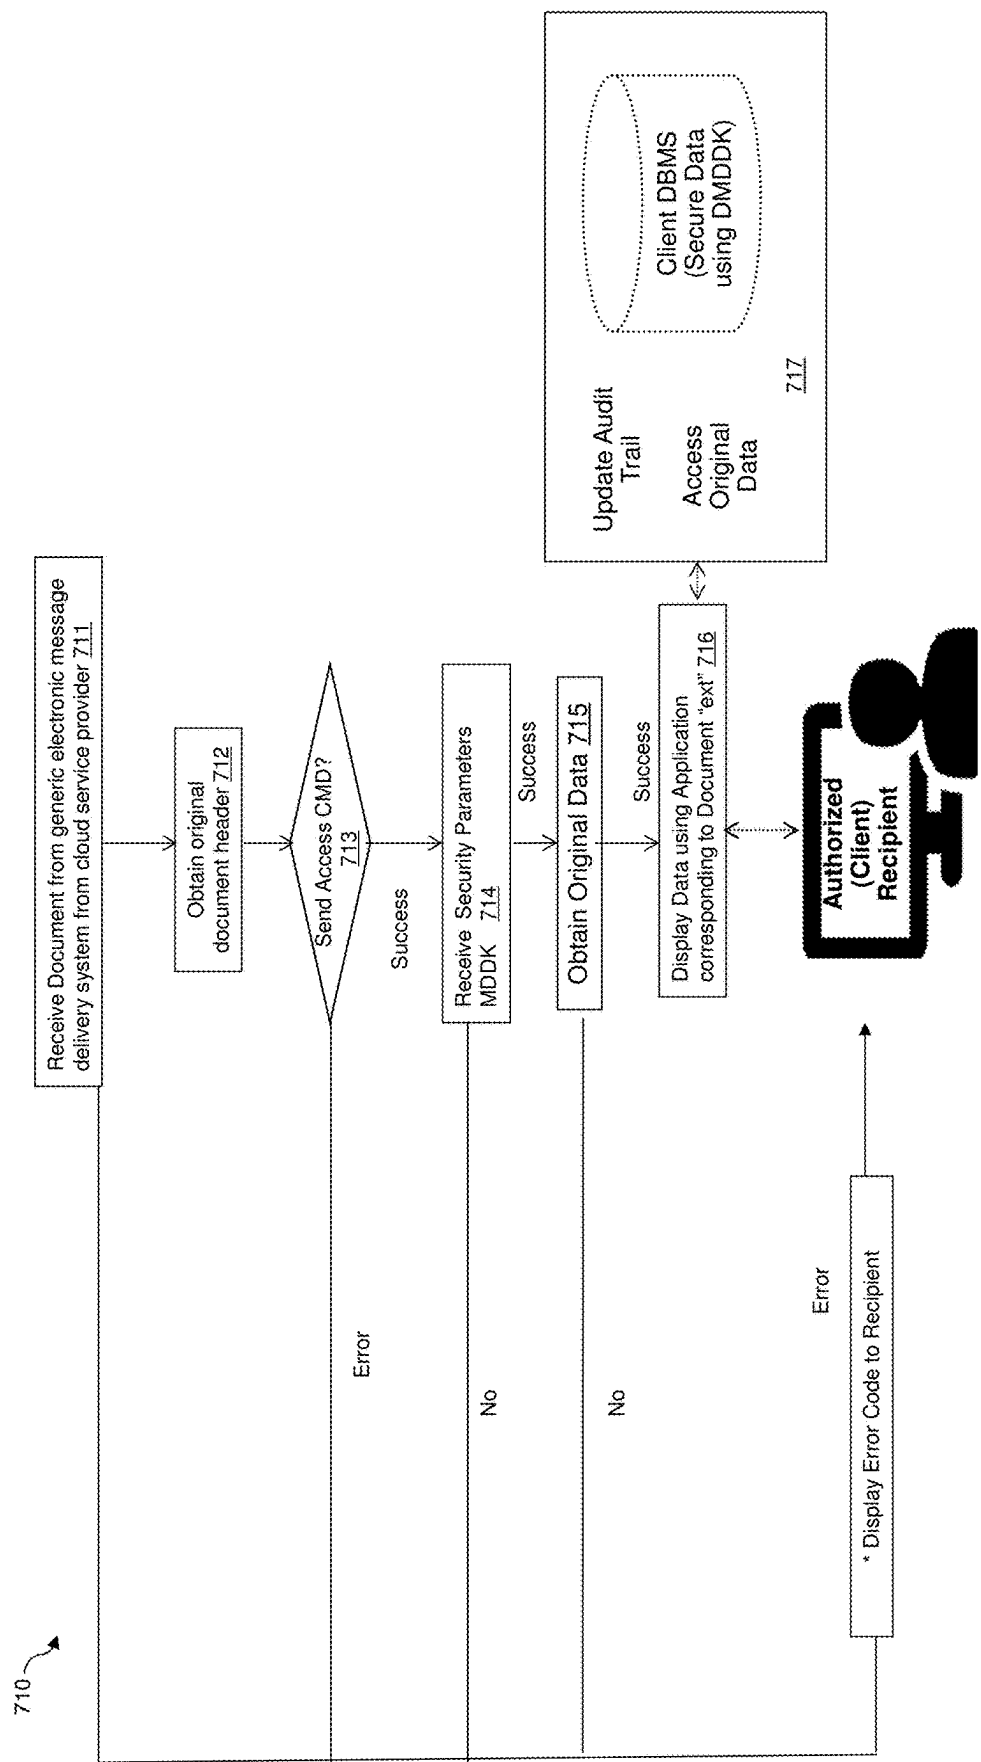 710
Receive Document from generic electronic message
delivery system from cloud service provider 711
Obtain original
document header 712
Send Access CMD?
713
Error
Success
Receive Security Parameters
MDDK 714
No
Success
Obtain Original Data 715
No
Success
Display Data using Application
corresponding to Document "ext" 716
Update Audit
Trail
Access
Original
Data
Client DBMS
(Secure Data
using DMDDK)
717
Authorized
(Client)
Recipient
Error
* Display Error Code to Recipient